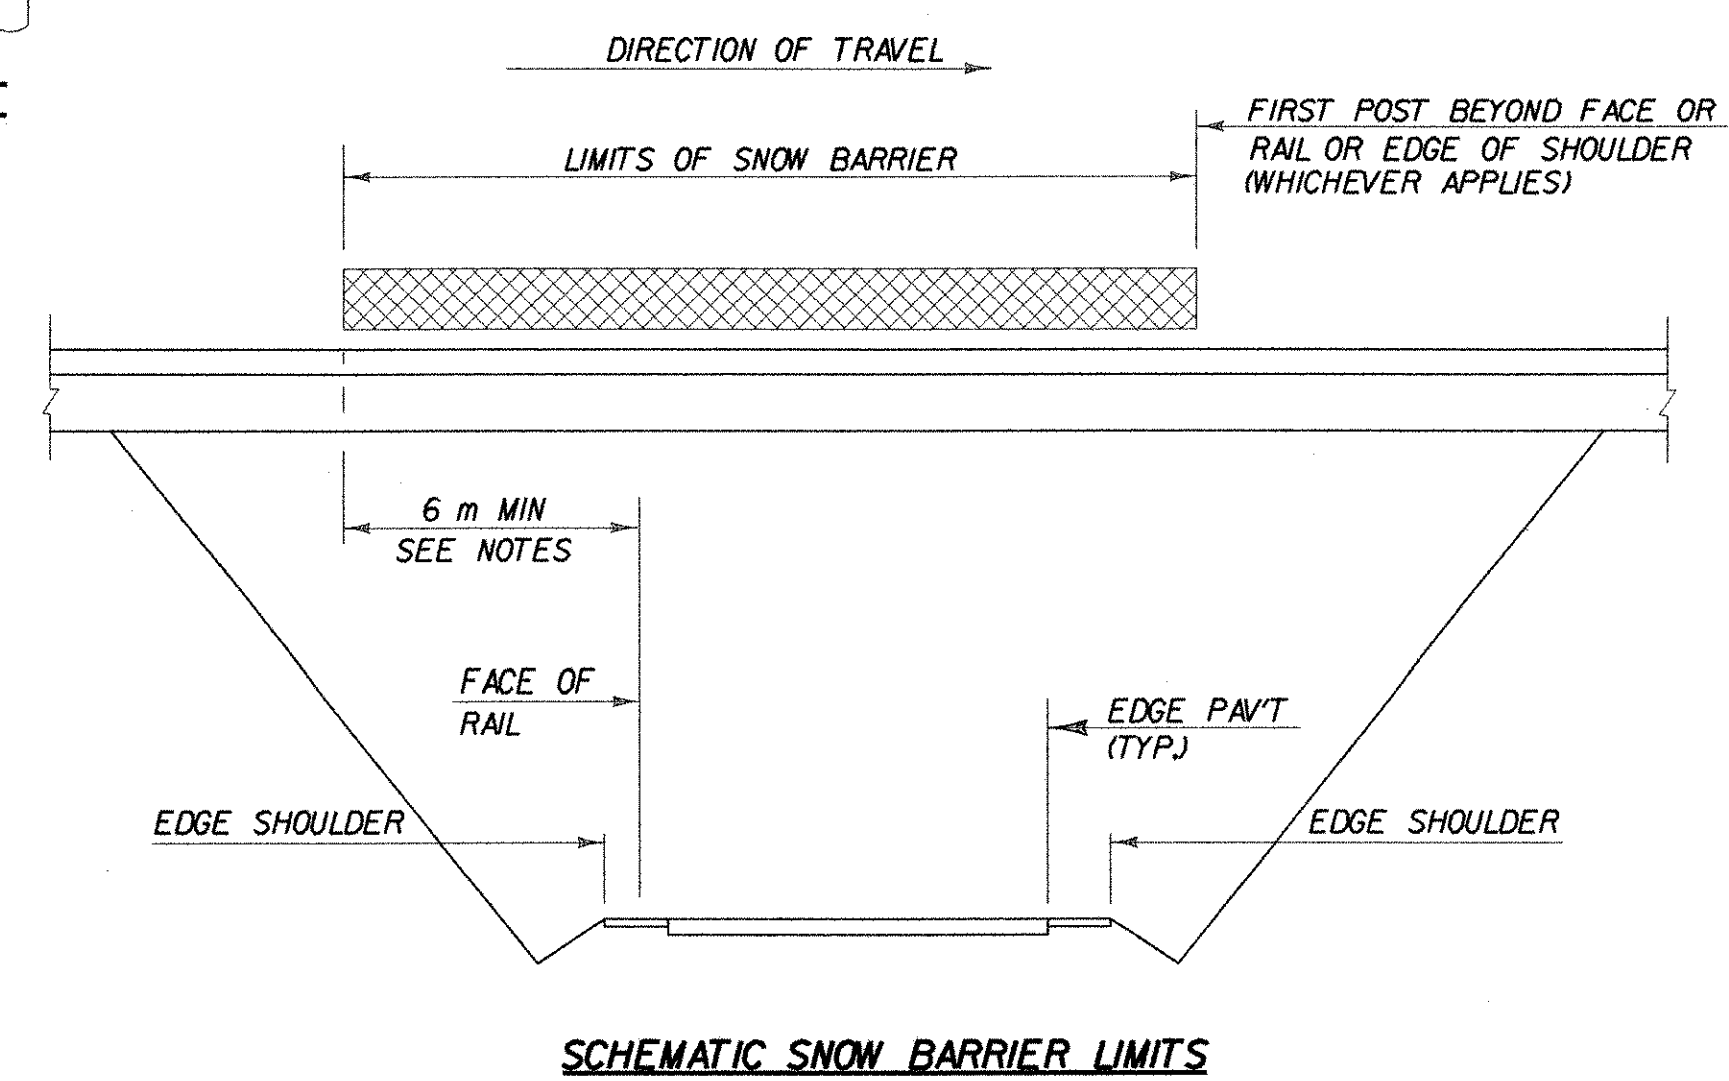 DIRECTION OF TRAVEL
FIRST POST BEYOND FACE OR
RAIL OR EDGE OF SHOULDER
(WHICHEVER APPLIES)
LIMITS OF SNOW BARRIER
6 m MIN
SEE NOTES
FACE OF
RAIL
EDGE PAV'T
(TYP.)
EDGE SHOULDER
EDGE SHOULDER
SCHEMATIC SNOW BARRIER LIMITS